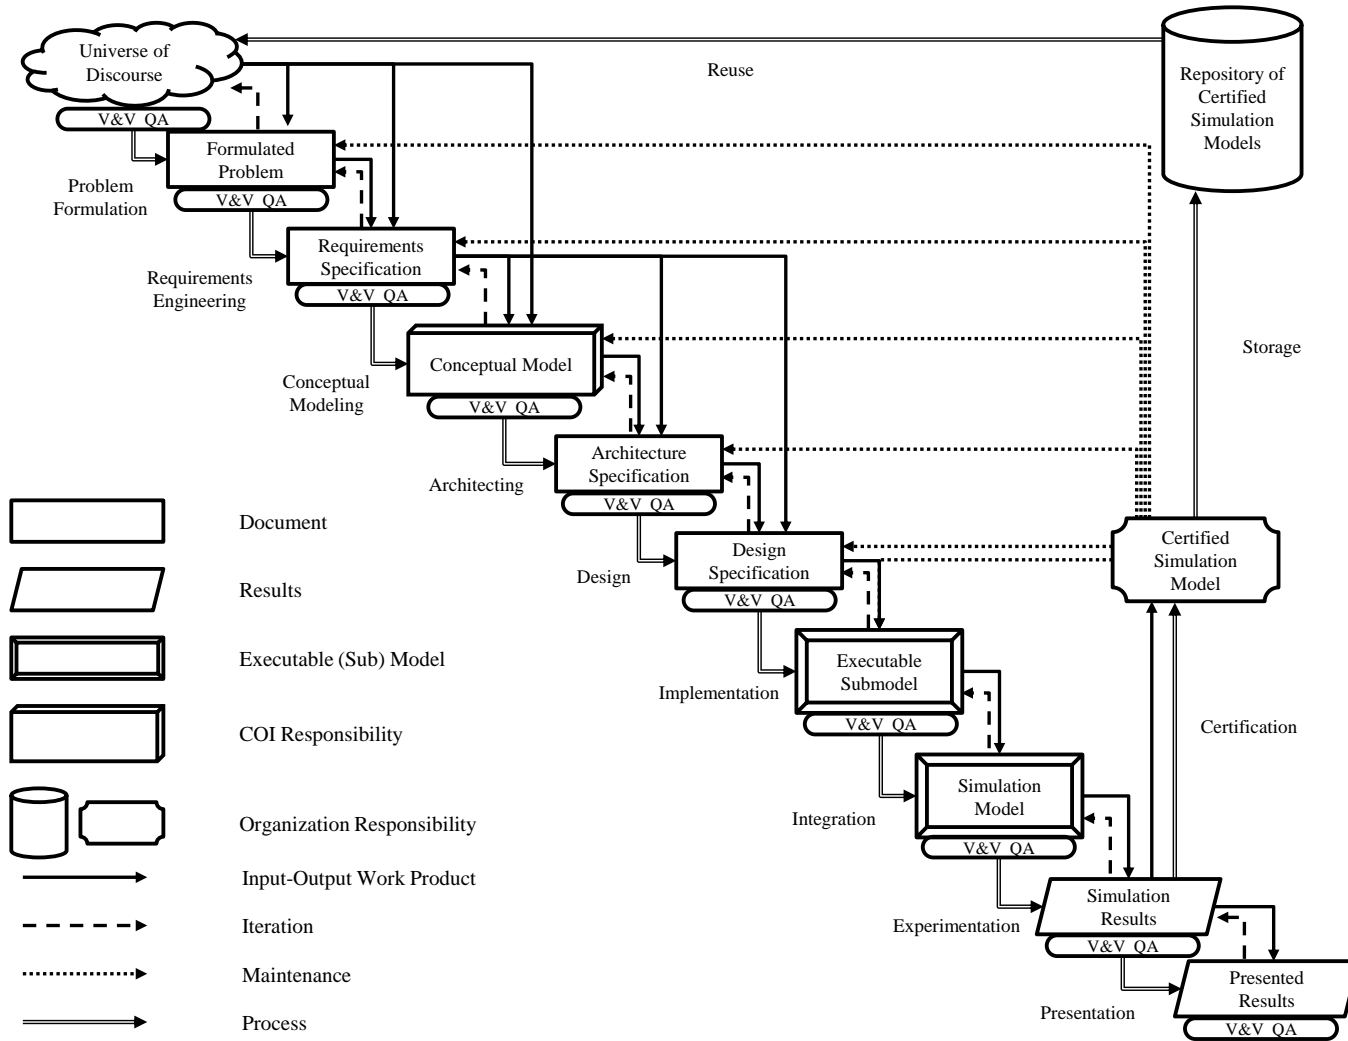 Universe of
Discourse
Reuse
Repository of
Certified
Simulation
Models
V&V QA
Formulated
Problem
Problem
Formulation
V&V QA
Requirements
Specification
Requirements
Engineering
V&V QA
Storage
Conceptual Model
Conceptual
Modeling
V&V QA
Architecture
Specification
Architecting
V&V QA
Document
Certified
Simulation
Model
Design
Specification
Design
V&V QA
Results
Executable (Sub) Model
Executable
Submodel
Implementation
V&V QA
COI Responsibility
Certification
Simulation
Model
Integration
Organization Responsibility
V&V QA
Input-Output Work Product
Simulation
Results
Experimentation
Iteration
V&V QA
Maintenance
Presented
Results
Presentation
Process
V&V QA